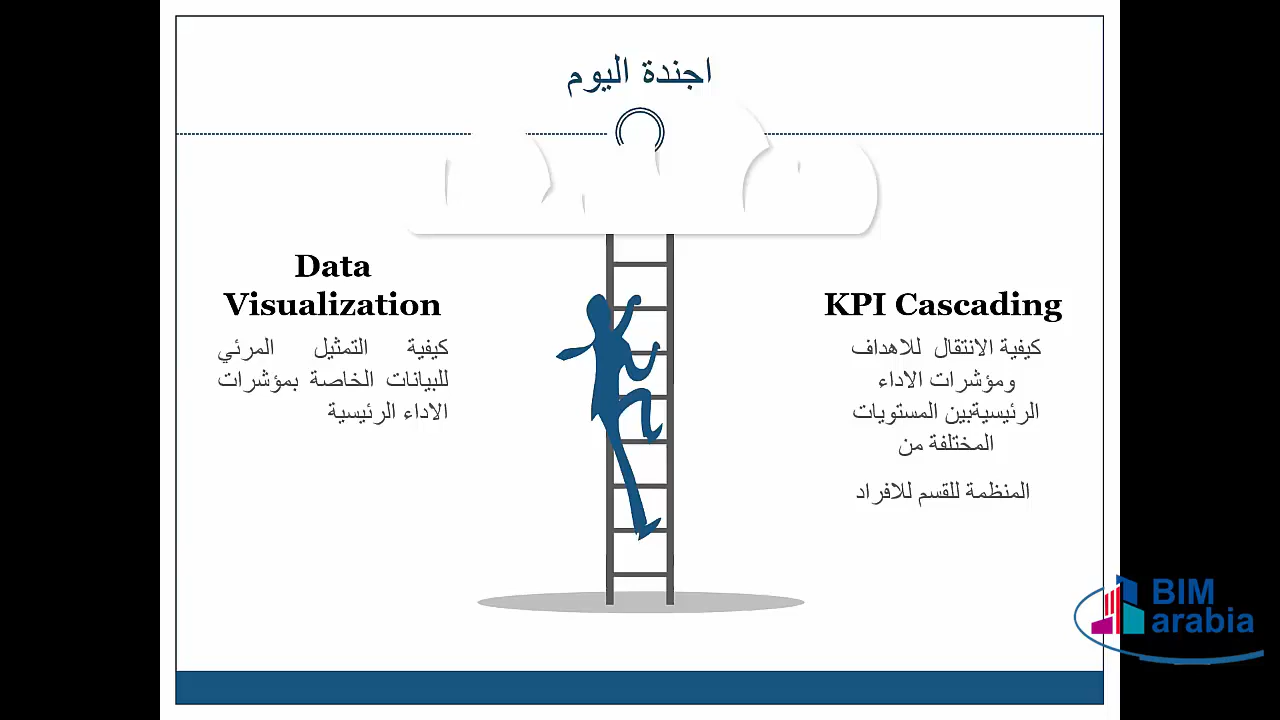 اجندة اليوم
KPI Cascading
كيفية الانتقال للاهداف
ومؤشرات الاداء
الرئيسيةبين المستويات
المختلفة من
المنظمة للقسم للافراد
Data
Visualization
كيفية التمثيل المرئي
للبيانات الخاصة بمؤشرات
الاداء الرئيسية
BIM
arabia